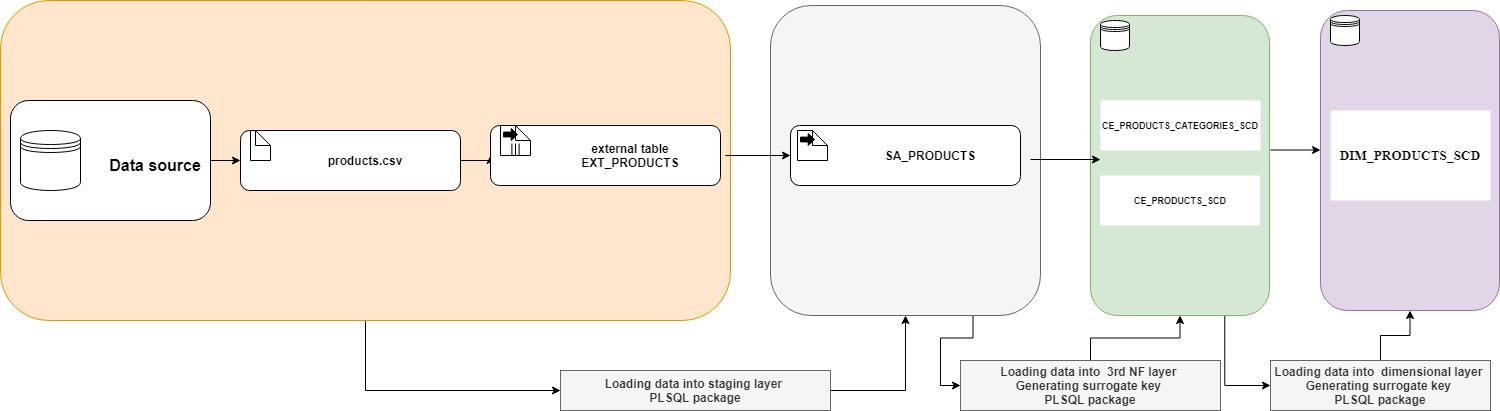 Data source
products.csv
external table
EXT_PRODUCTS
SA_PRODUCTS
CE_PRODUCTS_CATEGORIES_SCD
CE_PRODUCTS_SCD
DIM_PRODUCTS_SCD
Loading data into staging layer
PLSQL package
Loading data into 3rd NF layer
Generating surrogate key
PLSQL package
Loading data into dimensional layer
Generating surrogate key
PLSQL package